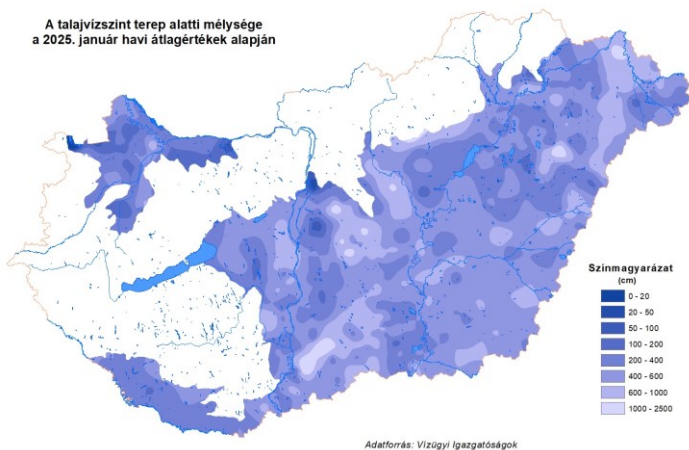 A talajvízszint terep alatti mélysége
a 2025. január havi átlagértékek alapján
Színmagyarázat
(cm)
0 - 20
20 - 50
50 - 100
100 - 200
200 - 400
400 - 600
600 - 1000
1000 - 2500
Adatforrás: Vízügyi Igazgatóságok